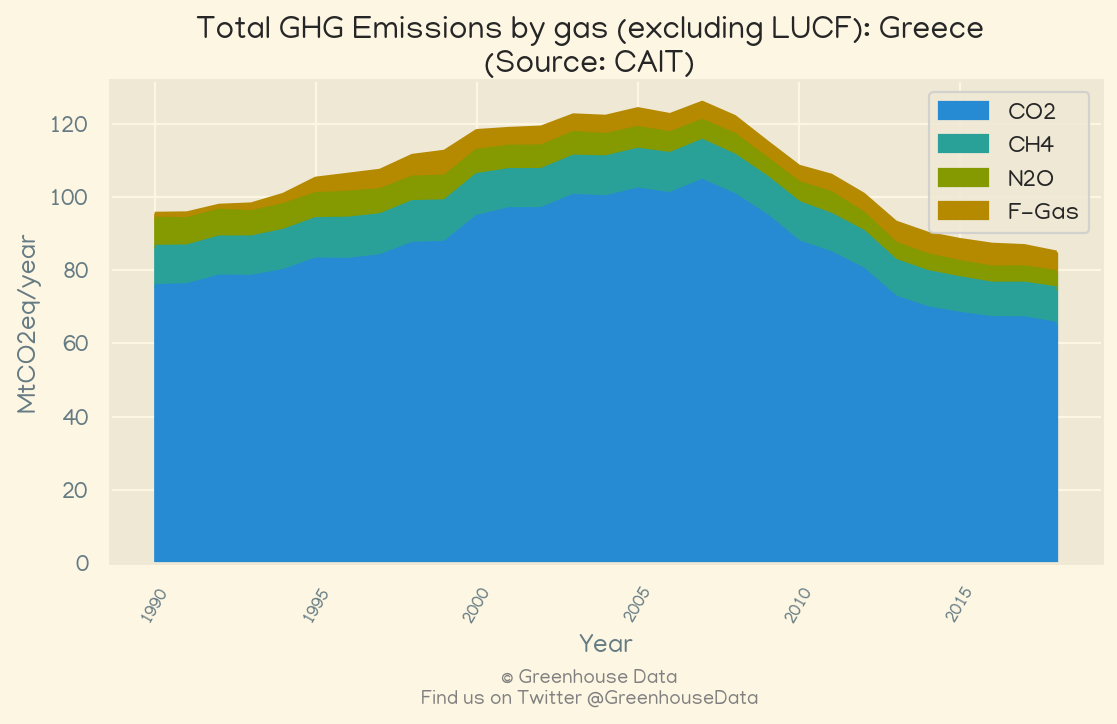 Total GHG Emissions by gas (excluding LUCF): Greece
(Source: CAIT)
CO2
CH4
N2O
F-Gas
MtCO2eq/year
120
100
80
60
40
20
0
1990
1995
2000
2005
2010
2015
Year
© Greenhouse Data
Find us on Twitter @GreenhouseData